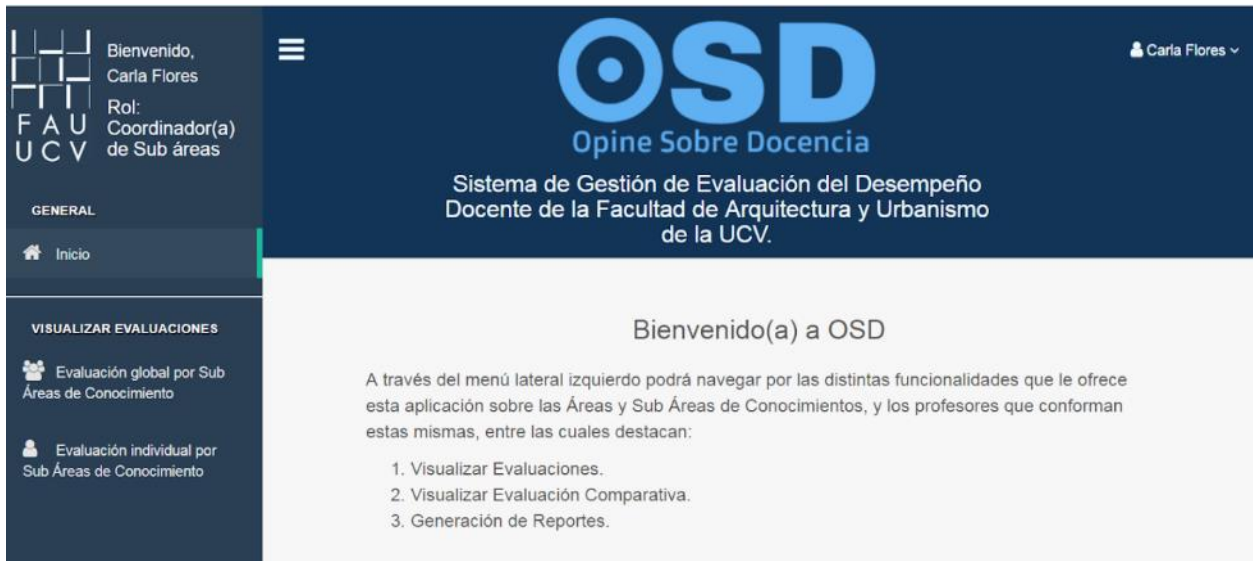 Bienvenido,
Carla Flores
Rol:
Coordinador(a)
de Sub áreas
FAU
UCV
GENERAL
Inicio
VISUALIZAR EVALUACIONES
Evaluación global por Sub
Áreas de Conocimiento
Evaluación individual por
Sub Áreas de Conocimiento
OSD
Opine Sobre Docencia
Carla Flores
Sistema de Gestión de Evaluación del Desempeño
Docente de la Facultad de Arquitectura y Urbanismo
de la UCV.
Bienvenido(a) a OSD
A través del menú lateral izquierdo podrá navegar por las distintas funcionalidades que le ofrece
esta aplicación sobre las Áreas y Sub Áreas de Conocimientos, y los profesores que conforman
estas mismas, entre las cuales destacan:
1. Visualizar Evaluaciones.
2. Visualizar Evaluación Comparativa.
3. Generación de Reportes.